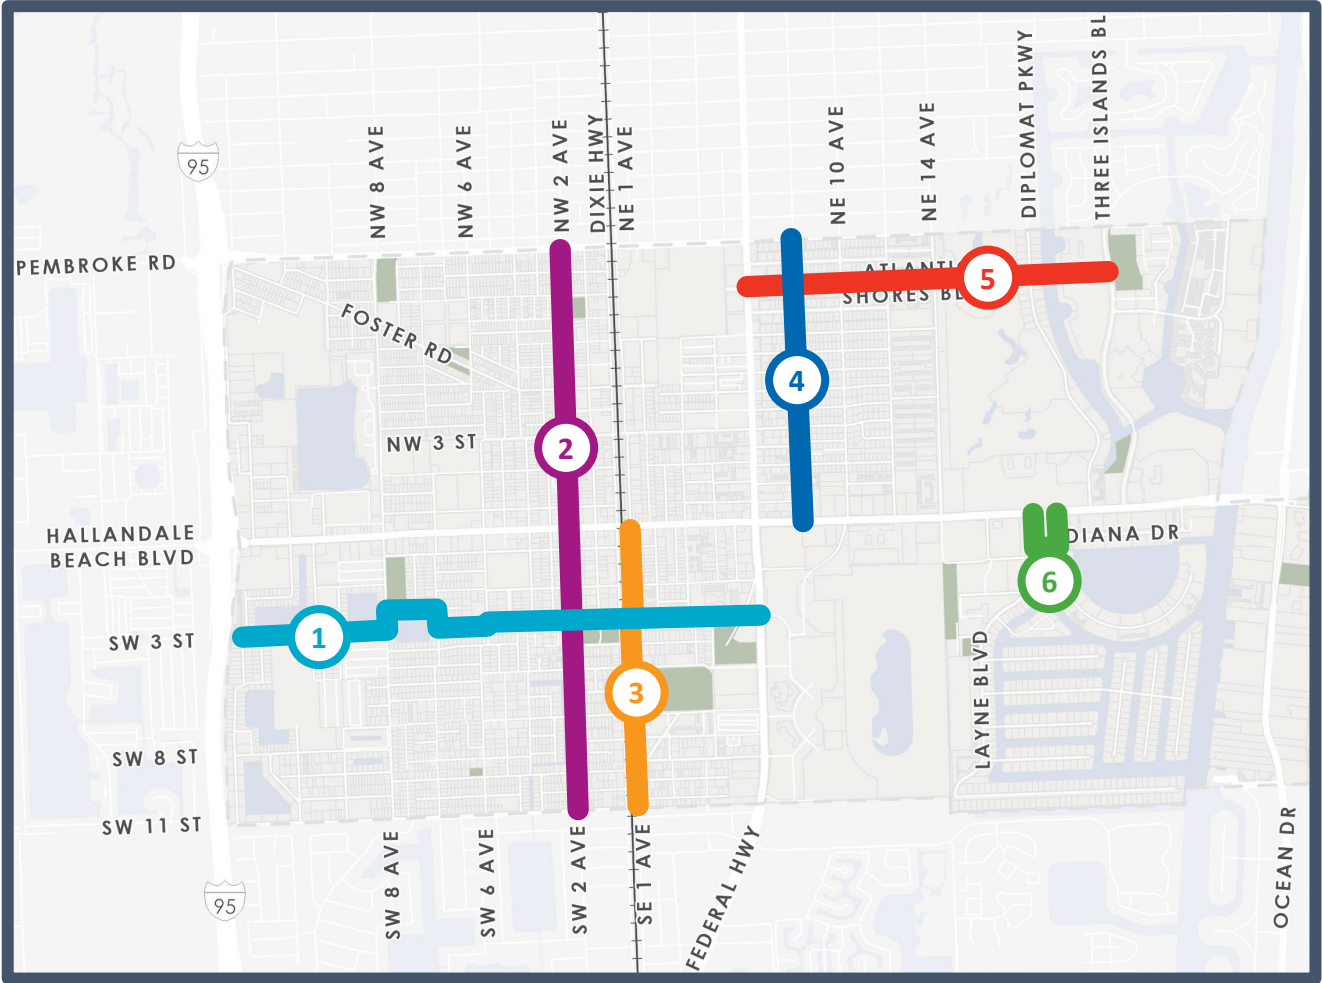 DIPLOMAT PKWY
THREE ISLANDS BL
NW 8 AVE
NW 6 AVE
NW 2 AVE
DIXIE HWY
NE 1 AVE
NE 10 AVE
NE 14 AVE
95
PEMBROKE RD
ATLANTI
SHORES BL
5
FOSTER RD
4
NW 3 ST
2
HALLANDALE
BEACH BLVD
DIANA DR
6
SW 3 ST
1
3
LAYNE BLVD
SW 8 ST
SW 11 ST
SW 8 AVE
SW 6 AVE
SW 2 AVE
SE 1 AVE
FEDERAL HWY
OCEAN DR
95